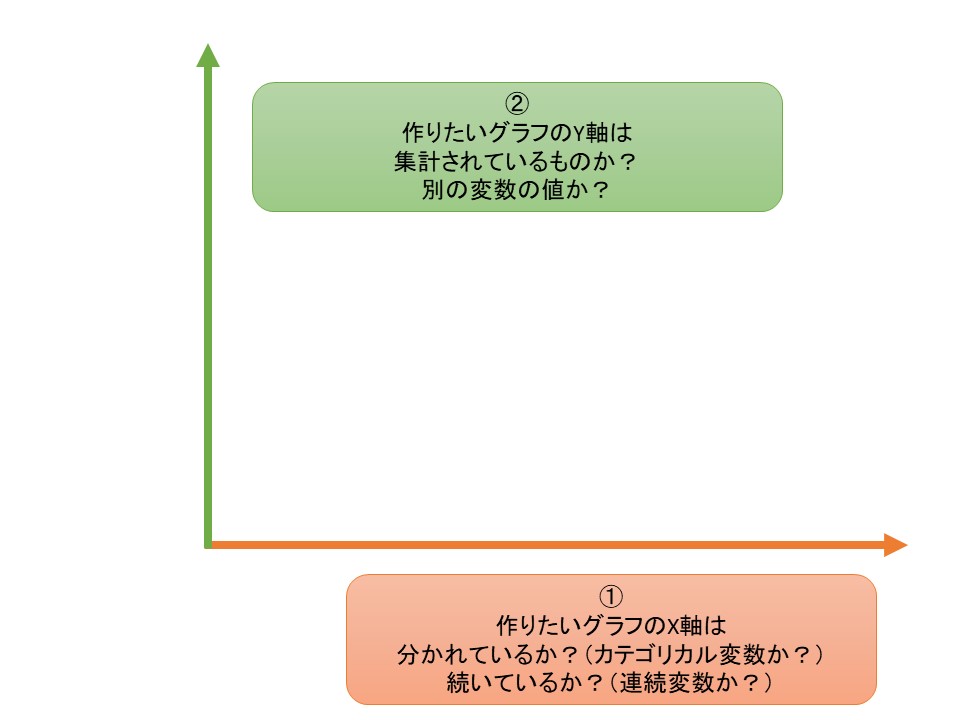 ②
作りたいグラフのY軸は
集計されているものか？
別の変数の値か？
①
作りたいグラフのX軸は
分かれているか？（カテゴリカル変数か？）
続いているか？（連続変数か？）